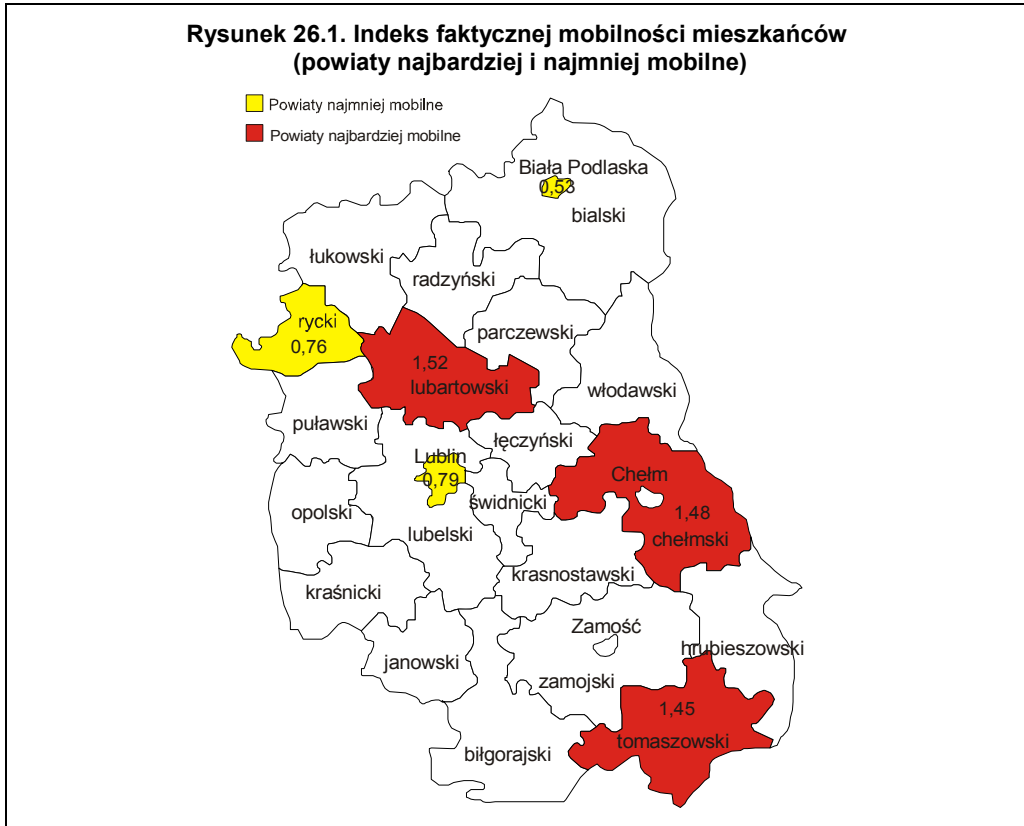 Rysunek 26.1. Indeks faktycznej mobilności mieszkańców
(powiaty najbardziej i najmniej mobilne)
Powiaty najmniej mobilne
Powiaty najbardziej mobilne
Biała Podlaska
0,53
bialski
łukowski
radzyński
rycki
0,76
parczewski
1,52
lubartowski
włodawski
puławski
łęczyński
Lublin
0,79
Chełm
świdnicki
opolski
1,48
lubelski
chełmski
krasnostawski
kraśnicki
Zamość
hrubieszowski
janowski
zamojski
1,45
tomaszowski
biłgorajski